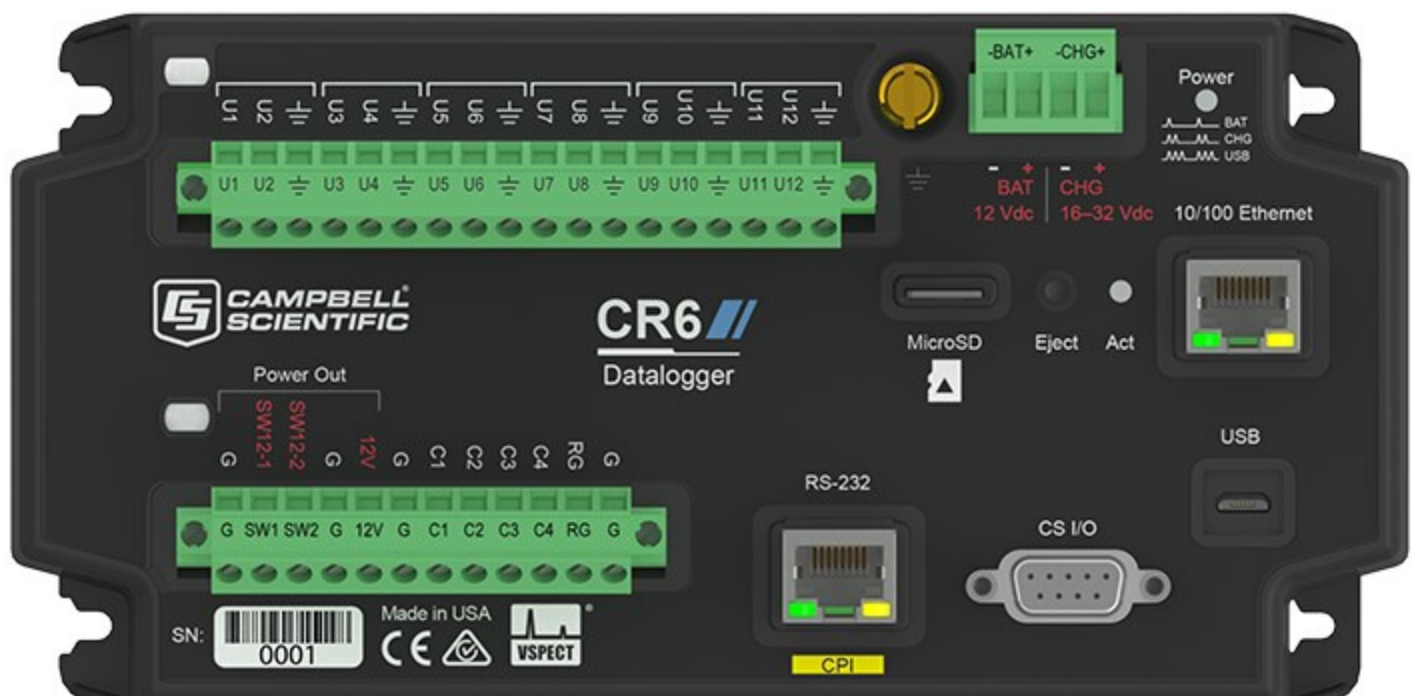 -BAT+ -CHG+
Power
BAT
CHG
USB
U1 U2 U3 U4 U5 U6 U7 U8 U9 U10 U11 U12
U1 U2 U3 U4 U5 U6 U7 U8 U9 U10 U11 U12
- + - +
BAT CHG
12 Vdc 16–32 Vdc
10/100 Ethernet
CAMPBELL®
SCIENTIFIC
CR6
Datalogger
MicroSD
Eject
Act
Power Out
G SW12-1 SW12-2 G 12V G C1 C2 C3 C4 RG G
G SW1 SW2 G 12V G C1 C2 C3 C4 RG G
RS-232
CPI
CS I/O
USB
SN:
0001
Made in USA
CE
VSPECT®